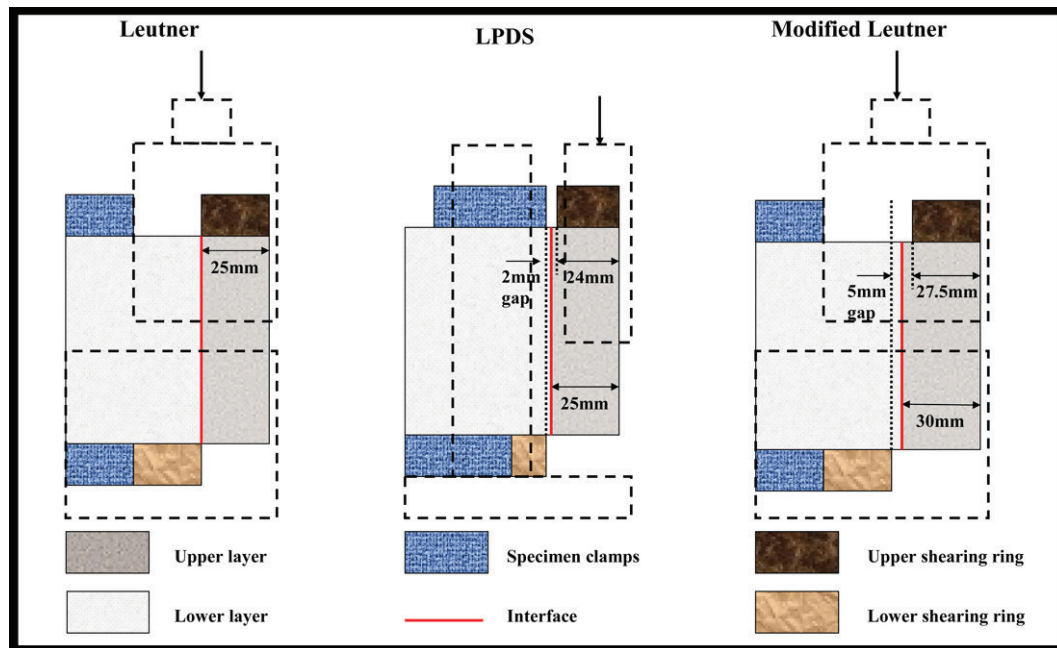 Leutner
LPDS
Modified Leutner
25mm
2mm
gap
24mm
25mm
5mm
gap
27.5mm
30mm
Upper layer
Specimen clamps
Upper shearing ring
Lower layer
Interface
Lower shearing ring